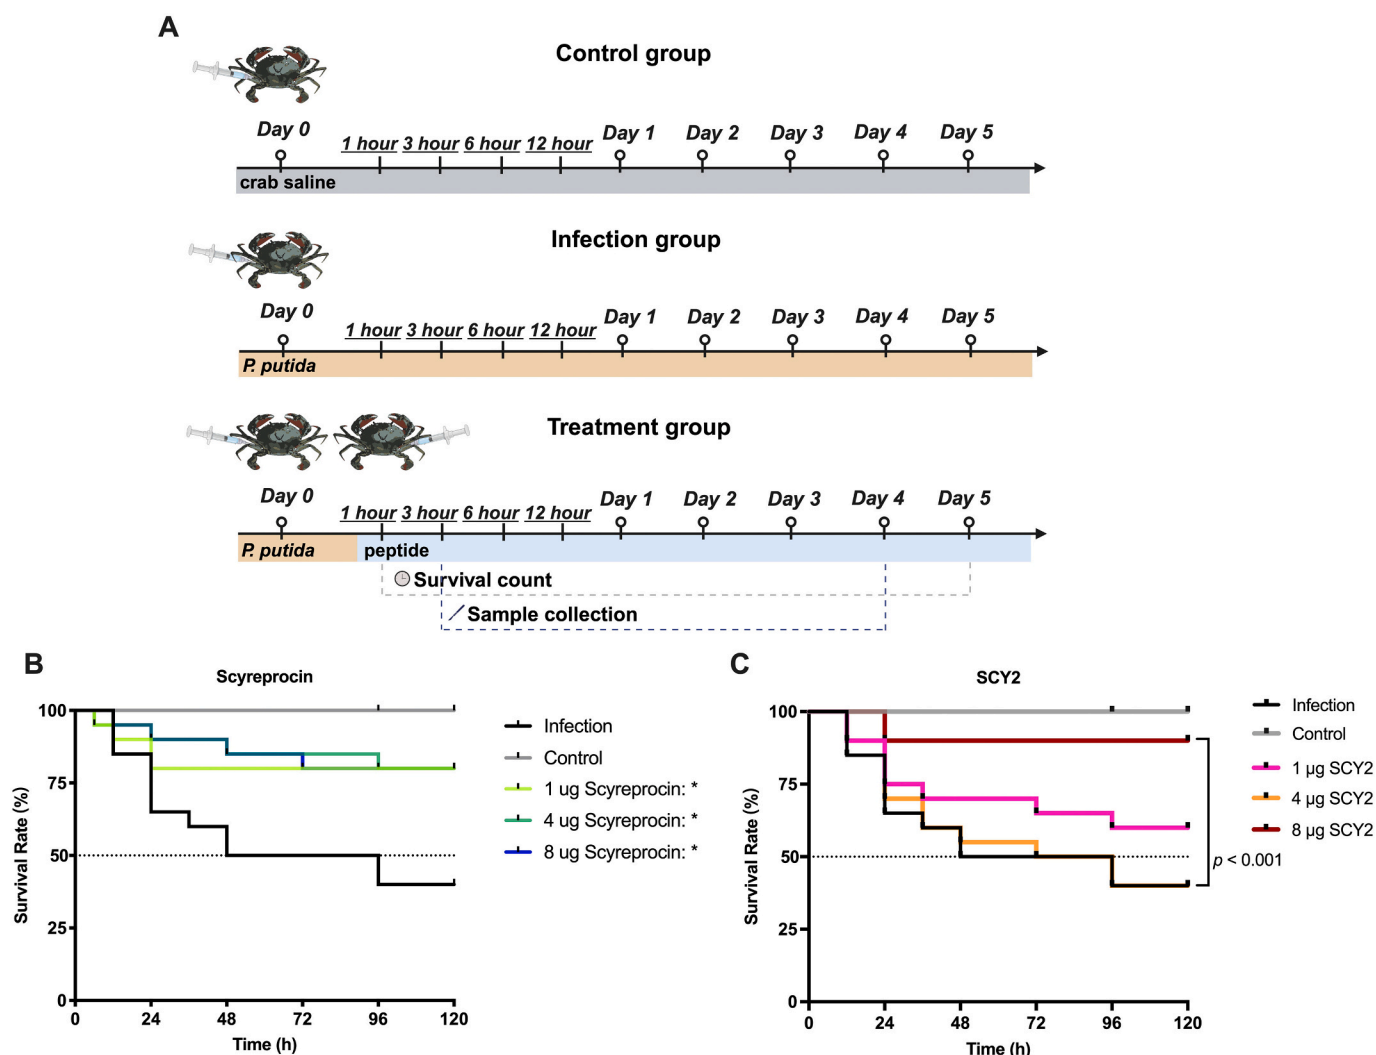 A
Control group
Day 0
1 hour 3 hour 6 hour 12 hour Day 1 Day 2 Day 3 Day 4 Day 5
crab saline
Infection group
Day 0
1 hour 3 hour 6 hour 12 hour Day 1 Day 2 Day 3 Day 4 Day 5
P. putida
Treatment group
Day 0
1 hour 3 hour 6 hour 12 hour Day 1 Day 2 Day 3 Day 4 Day 5
P. putida peptide
Survival count
Sample collection
B
Scyreprocin
Survival Rate (%)
100
75
50
25
0
0 24 48 72 96 120
Time (h)
Infection
Control
1 ug Scyreprocin: *
4 ug Scyreprocin: *
8 ug Scyreprocin: *
C
SCY2
Survival Rate (%)
100
75
50
25
0
0 24 48 72 96 120
Time (h)
Infection
Control
1 µg SCY2
4 µg SCY2
8 µg SCY2
p < 0.001